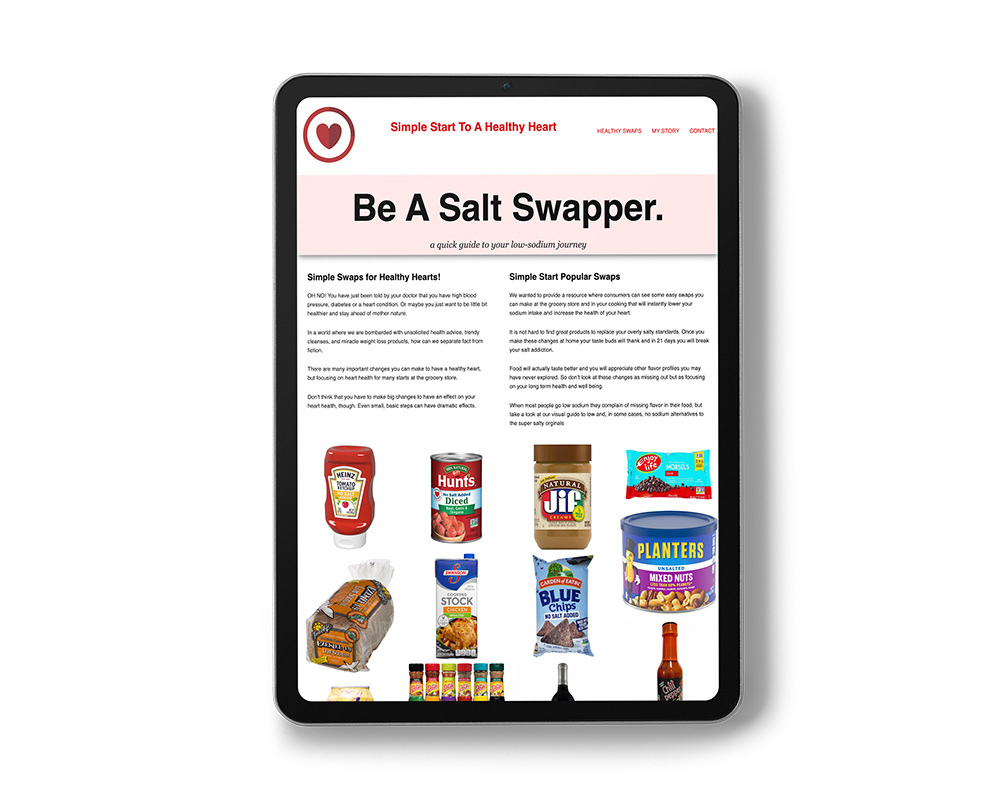 Simple Start To A Healthy Heart
HEALTHY SWAPS MY STORY CONTACT
Be A Salt Swapper.
a quick guide to your low-sodium journey
Simple Swaps for Healthy Hearts!
OH NO! You have just been told by your doctor that you have high blood
pressure, diabetes or a heart condition. Or maybe you just want to be little bit
healthier and stay ahead of mother nature.
In a world where we are bombarded with unsolicited health advice, trendy
cleanses, and miracle weight loss products, how can we separate fact from
fiction.
There are many important changes you can make to have a healthy heart,
but focusing on heart health for many starts at the grocery store.
Don't think that you have to make big changes to have an effect on your
heart health, though. Even small, basic steps can have dramatic effects.
Simple Start Popular Swaps
We wanted to provide a resource where consumers can see some easy swaps you
can make at the grocery store and in your cooking that will instantly lower your
sodium intake and increase the health of your heart.
It is not hard to find great products to replace your overly salty standards. Once you
make these changes at home your taste buds will thank and in 21 days you will break
your salt addiction.
Food will actually taste better and you will appreciate other flavor profiles you may
have never explored. So don't look at these changes as missing out but as focusing
on your long term health and well being.
When most people go low sodium they complain of missing flavor in their food, but
take a look at our visual guide to low and, in some cases, no sodium alternatives to
the super salty orginals
HEINZ
TOMATO
KETCHUP
NO SALT
100% NATURAL
Hunt's
No Salt Added
Diced
Basil, Garlic &
Oregano
NATURAL
Jif
CREAMY
enjoy
life
MORSELS
PLANTERS
UNSALTED
MIXED NUTS
LESS THAN 50% PEANUTS*
EZEKIEL 4:9
SWANSON
COOKING
STOCK
CHICKEN
GARDEN OF EATIN'
BLUE
Chips
NO SALT ADDED
Chili
Pepper